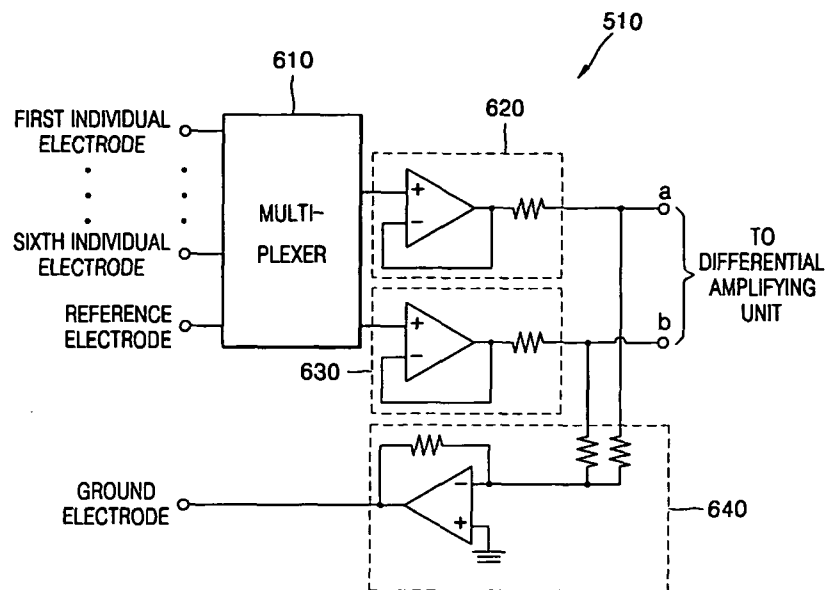 510
610
FIRST INDIVIDUAL
ELECTRODE
620
+
−
a
MULTI-
PLEXER
SIXTH INDIVIDUAL
ELECTRODE
TO
DIFFERENTIAL
AMPLIFYING
UNIT
REFERENCE
ELECTRODE
+
−
b
630
GROUND
ELECTRODE
−
+
640